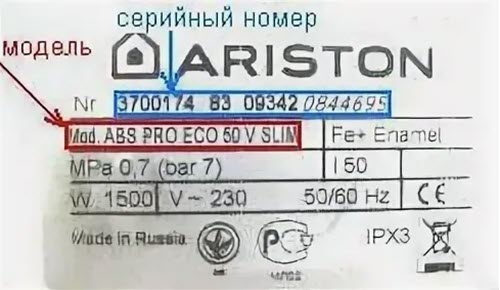 серийный номер
модель
ARISTON
Nr 3700174 83 09342 0844695
Mod. ABS PRO ECO 50 V SLIM Fe+ Enamel
MPa 0,7 (bar 7) l 50
W 1500 V~ 230 50/60 Hz CE
Made in Russia IPX3